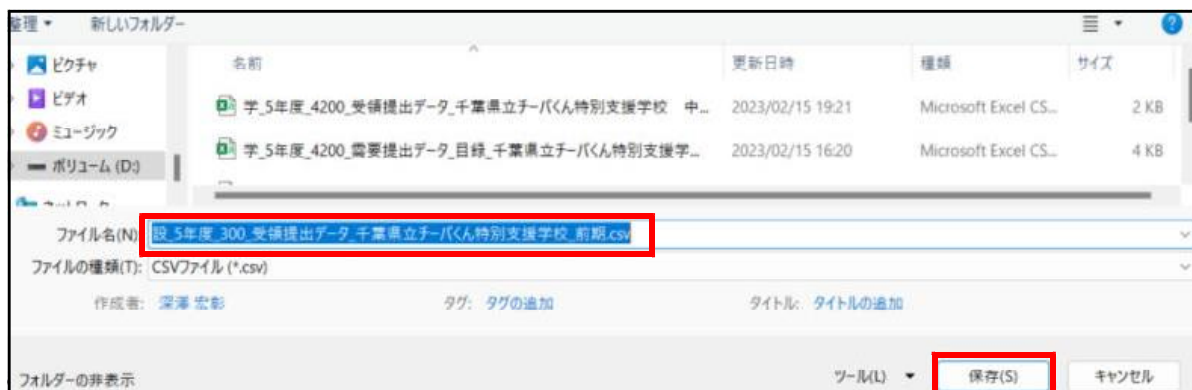 整理 新しいフォルダー
ピクチャ
ビデオ
ミュージック
ボリューム (D:)
名前 更新日時 種類 サイズ
学_5年度_4200_受領提出データ_千葉県立チーバくん特別支援学校 中... 2023/02/15 19:21 Microsoft Excel CS... 2 KB
学_5年度_4200_需要提出データ_目録_千葉県立チーバくん特別支援学... 2023/02/15 16:20 Microsoft Excel CS... 4 KB
ファイル名(N): 設_5年度_300_受領提出データ_千葉県立チーバくん特別支援学校_前期.csv
ファイルの種類(T): CSVファイル (*.csv)
作成者: 深澤 宏彰 タグ: タグの追加 タイトル: タイトルの追加
フォルダーの非表示 ツール(L) 保存(S) キャンセル